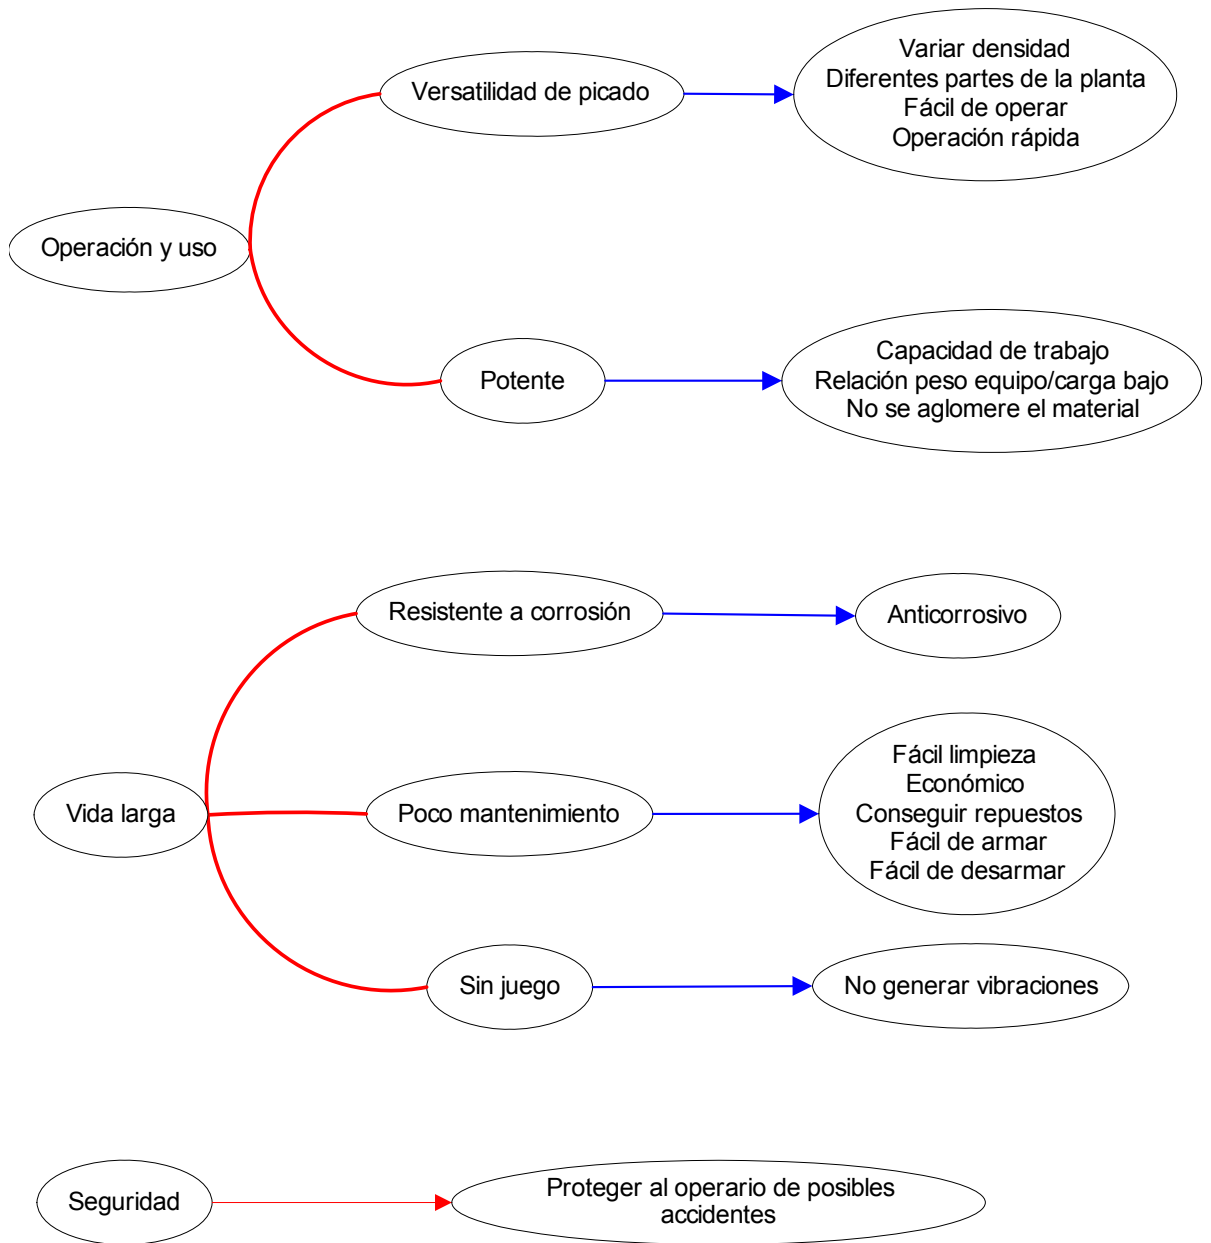 Versatilidad de picado
Variar densidad
Diferentes partes de la planta
Fácil de operar
Operación rápida
Operación y uso
Potente
Capacidad de trabajo
Relación peso equipo/carga bajo
No se aglomere el material
Resistente a corrosión
Anticorrosivo
Vida larga
Poco mantenimiento
Fácil limpieza
Económico
Conseguir repuestos
Fácil de armar
Fácil de desarmar
Sin juego
No generar vibraciones
Seguridad
Proteger al operario de posibles
accidentes